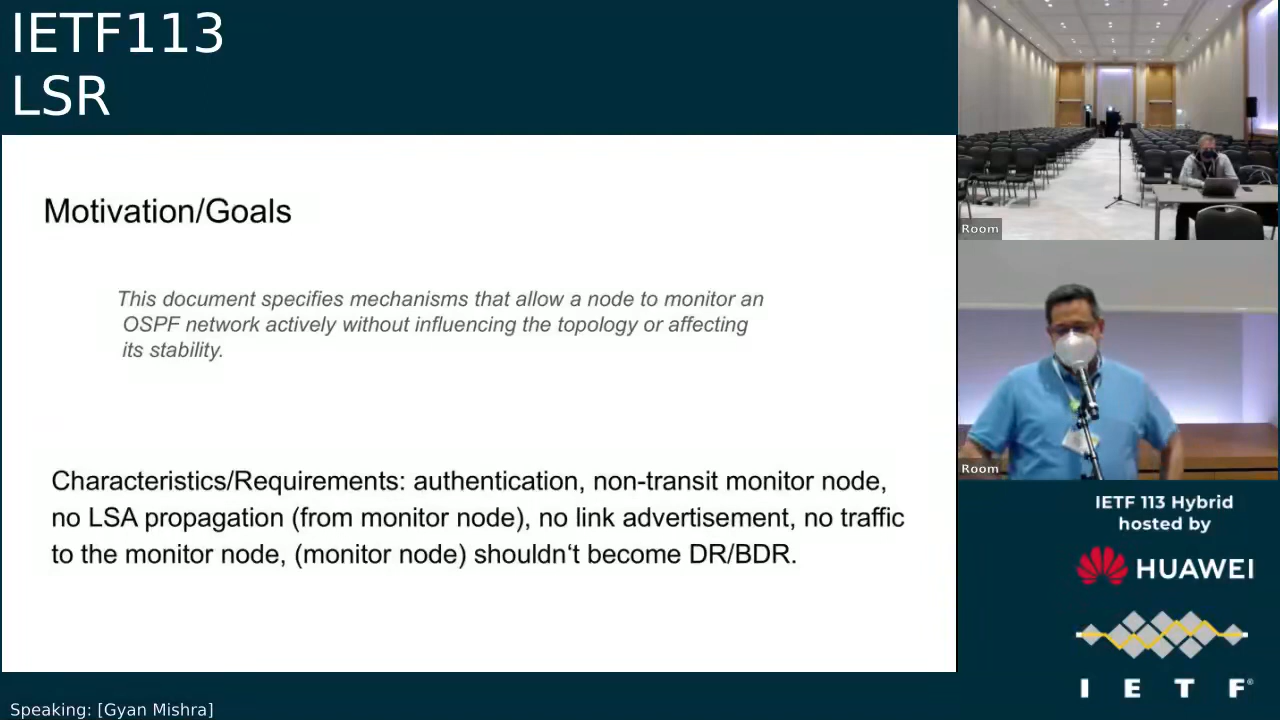 IETF113
LSR
Motivation/Goals
This document specifies mechanisms that allow a node to monitor an
OSPF network actively without influencing the topology or affecting
its stability.
Characteristics/Requirements: authentication, non-transit monitor node,
no LSA propagation (from monitor node), no link advertisement, no traffic
to the monitor node, (monitor node) shouldn‘t become DR/BDR.
Room
Room
IETF 113 Hybrid
hosted by
HUAWEI
I E T F®
Speaking: [Gyan Mishra]